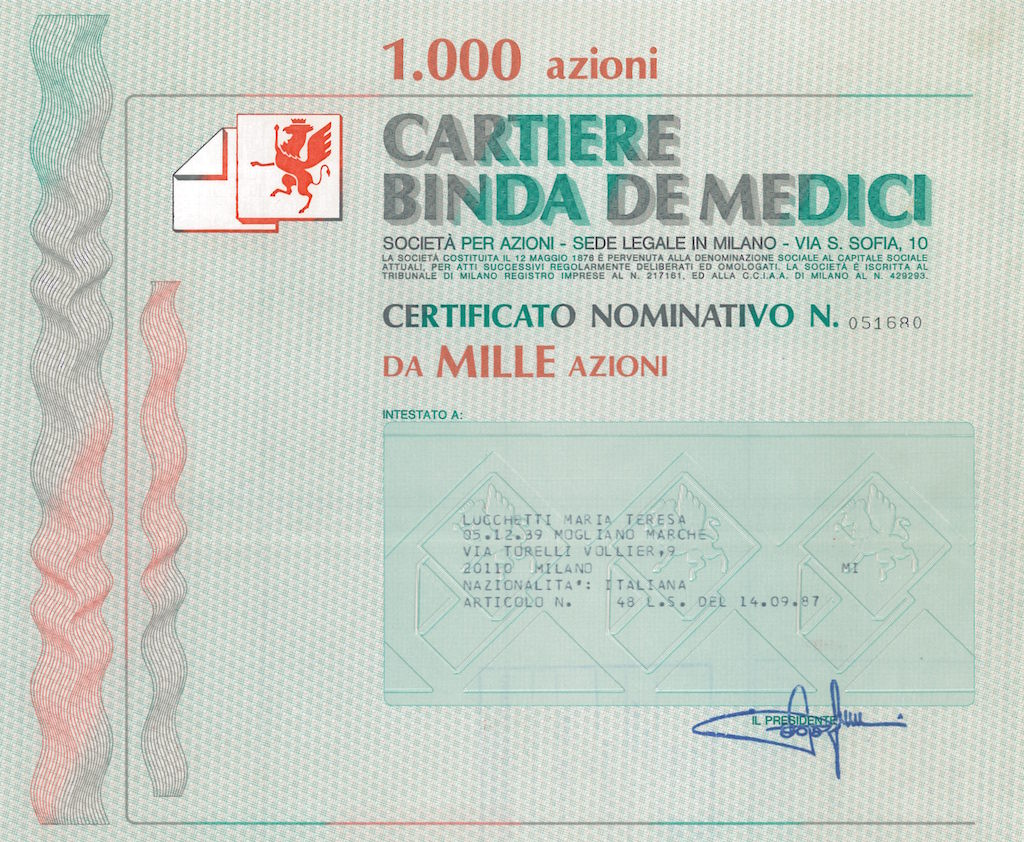 1.000 azioni
CARTIERE
BINDA DE MEDICI
SOCIETÀ PER AZIONI - SEDE LEGALE IN MILANO - VIA S. SOFIA, 10
LA SOCIETÀ COSTITUITA IL 12 MAGGIO 1878 È PERVENUTA ALLA DENOMINAZIONE SOCIALE AL CAPITALE SOCIALE
ATTUALI, PER ATTI SUCCESSIVI REGOLARMENTE DELIBERATI ED OMOLOGATI. LA SOCIETÀ È ISCRITTA AL
TRIBUNALE DI MILANO REGISTRO IMPRESE AL N. 217161, ED ALLA C.C.I.A.A. DI MILANO AL N. 429293.
CERTIFICATO NOMINATIVO N. 051680
DA MILLE AZIONI
INTESTATO A:
LUCCHETTI MARIA TERESA
05.12.39 MOGLIANO MARCHE
VIA TORELLI VOLLIER,9
20110 MILANO MI
NAZIONALITA': ITALIANA
ARTICOLO N. 48 L.S. DEL 14.09.87
IL PRESIDENTE